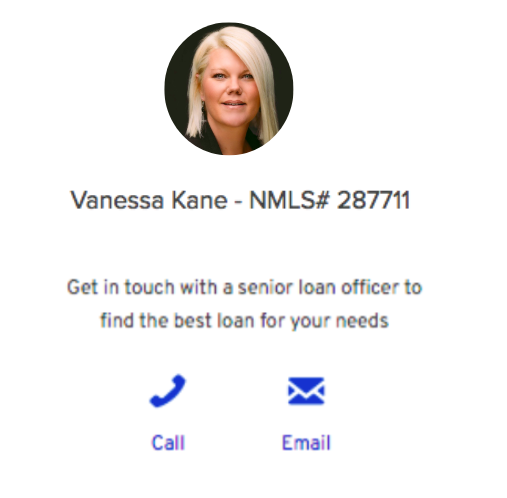 Vanessa Kane - NMLS# 287711
Get in touch with a senior loan officer to
find the best loan for your needs
Call
Email